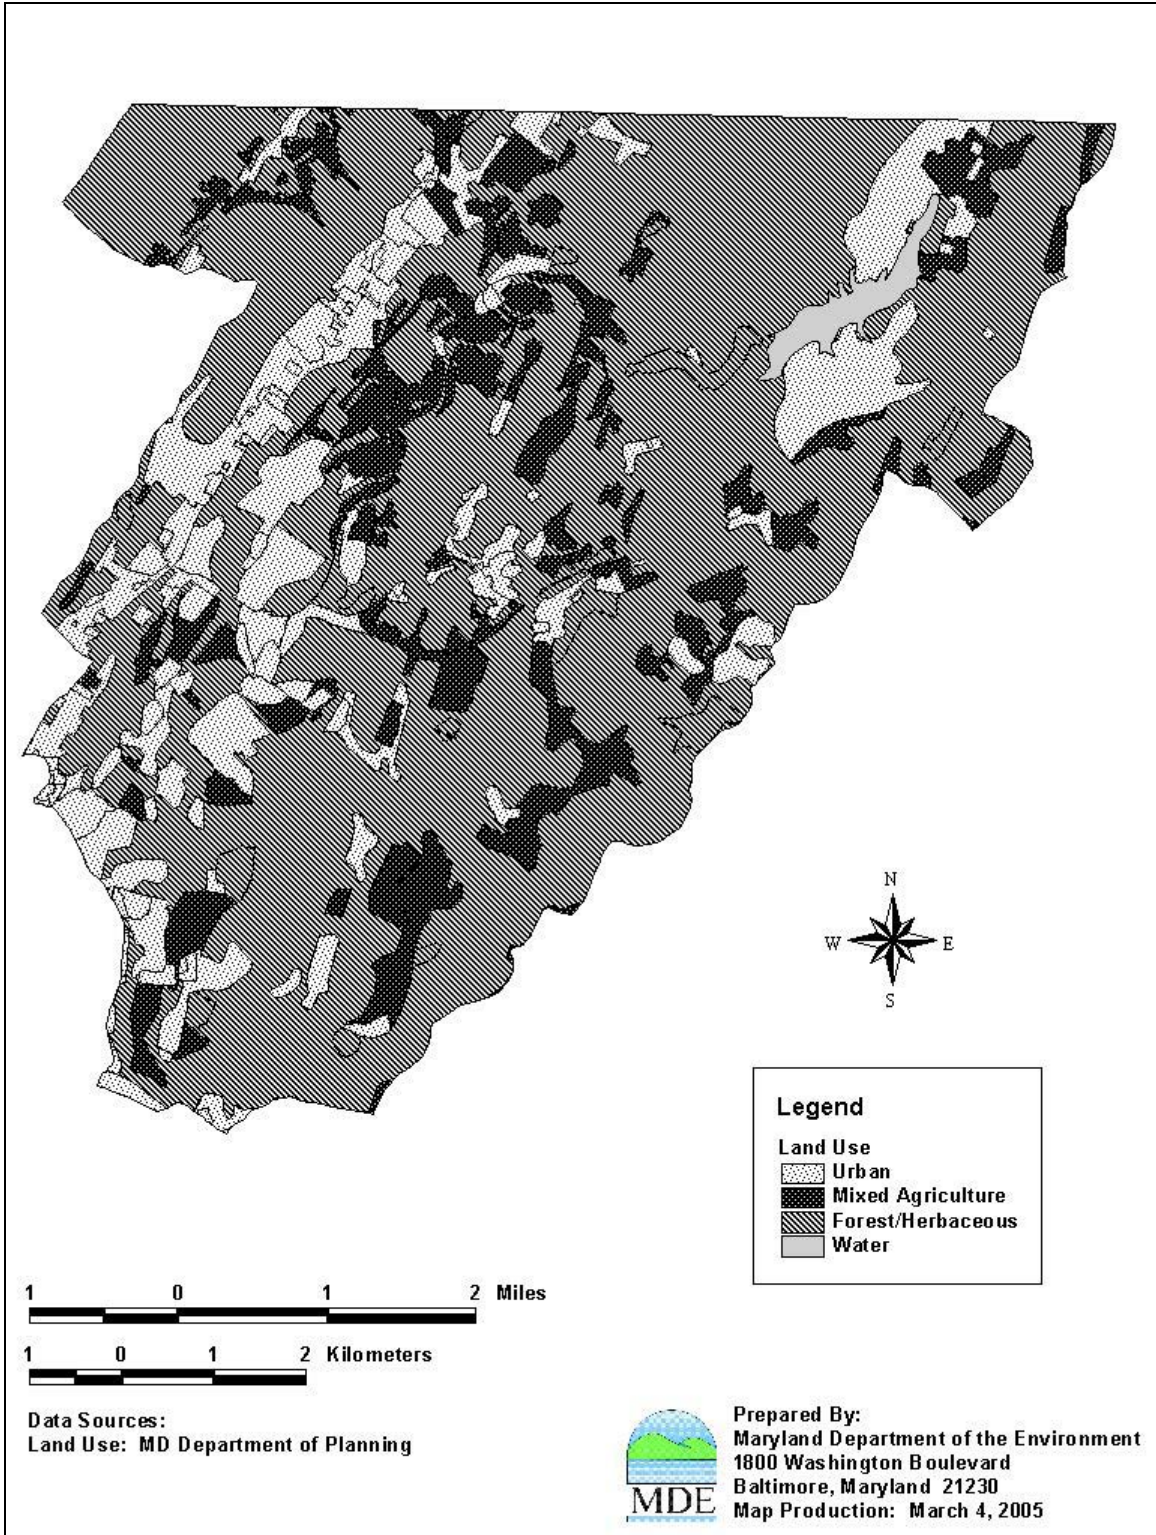 N
W E
S
Legend
Land Use
Urban
Mixed Agriculture
Forest/Herbaceous
Water
1 0 1 2 Miles
1 0 1 2 Kilometers
Data Sources:
Land Use: MD Department of Planning
MDE
Prepared By:
Maryland Department of the Environment
1800 Washington Boulevard
Baltimore, Maryland 21230
Map Production: March 4, 2005